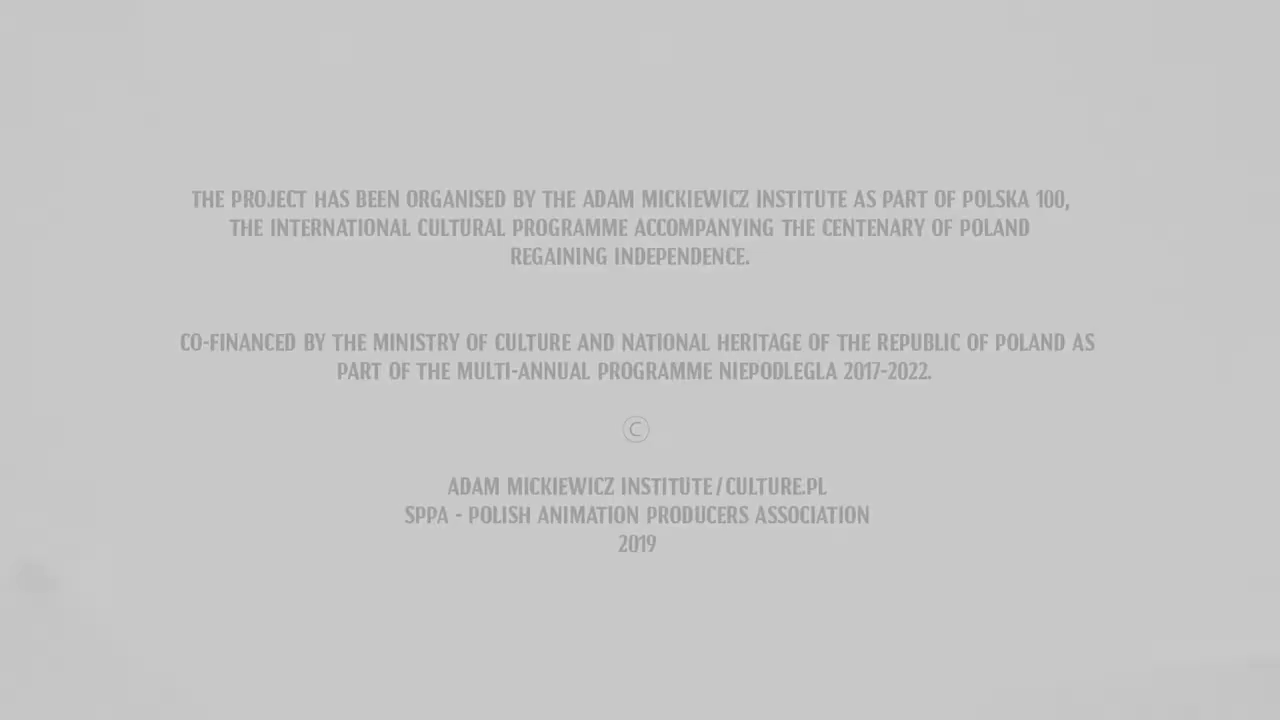 THE PROJECT HAS BEEN ORGANISED BY THE ADAM MICKIEWICZ INSTITUTE AS PART OF POLSKA 100,
THE INTERNATIONAL CULTURAL PROGRAMME ACCOMPANYING THE CENTENARY OF POLAND
REGAINING INDEPENDENCE.
CO-FINANCED BY THE MINISTRY OF CULTURE AND NATIONAL HERITAGE OF THE REPUBLIC OF POLAND AS
PART OF THE MULTI-ANNUAL PROGRAMME NIEPODLEGLA 2017-2022.
©
ADAM MICKIEWICZ INSTITUTE / CULTURE.PL
SPPA - POLISH ANIMATION PRODUCERS ASSOCIATION
2019